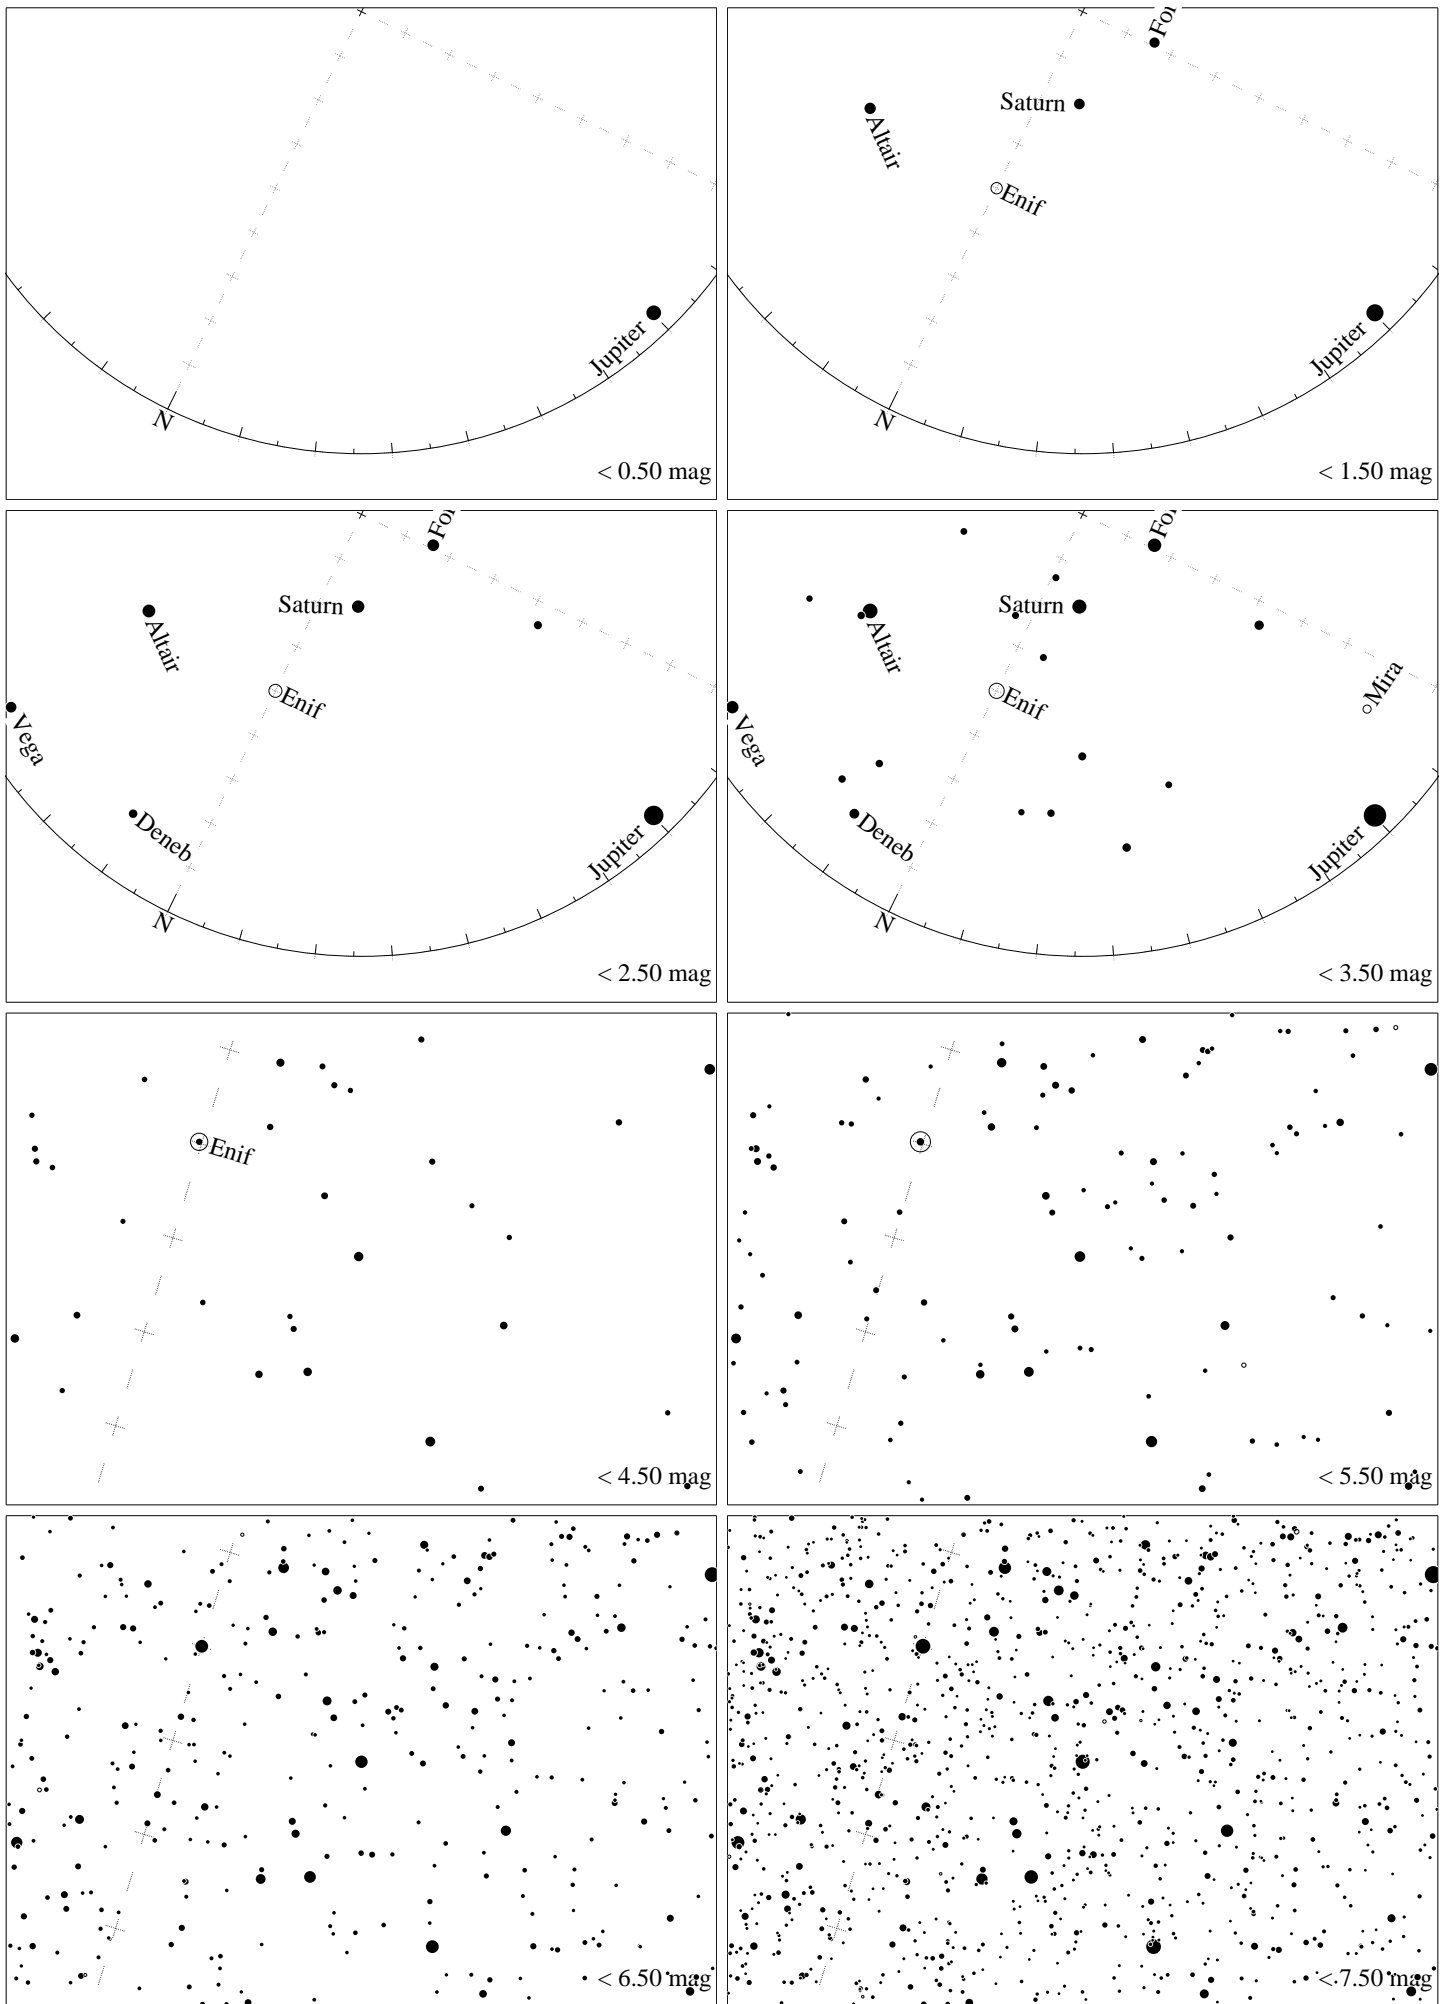 Jupiter
N
< 0.50 mag
Saturn
Altair
Enif
Jupiter
N
< 1.50 mag
Saturn
Altair
Enif
Vega
Deneb
Jupiter
N
< 2.50 mag
Saturn
Altair
Mira
Enif
Vega
Deneb
Jupiter
N
< 3.50 mag
Enif
< 4.50 mag
< 5.50 mag
< 6.50 mag
< 7.50 mag